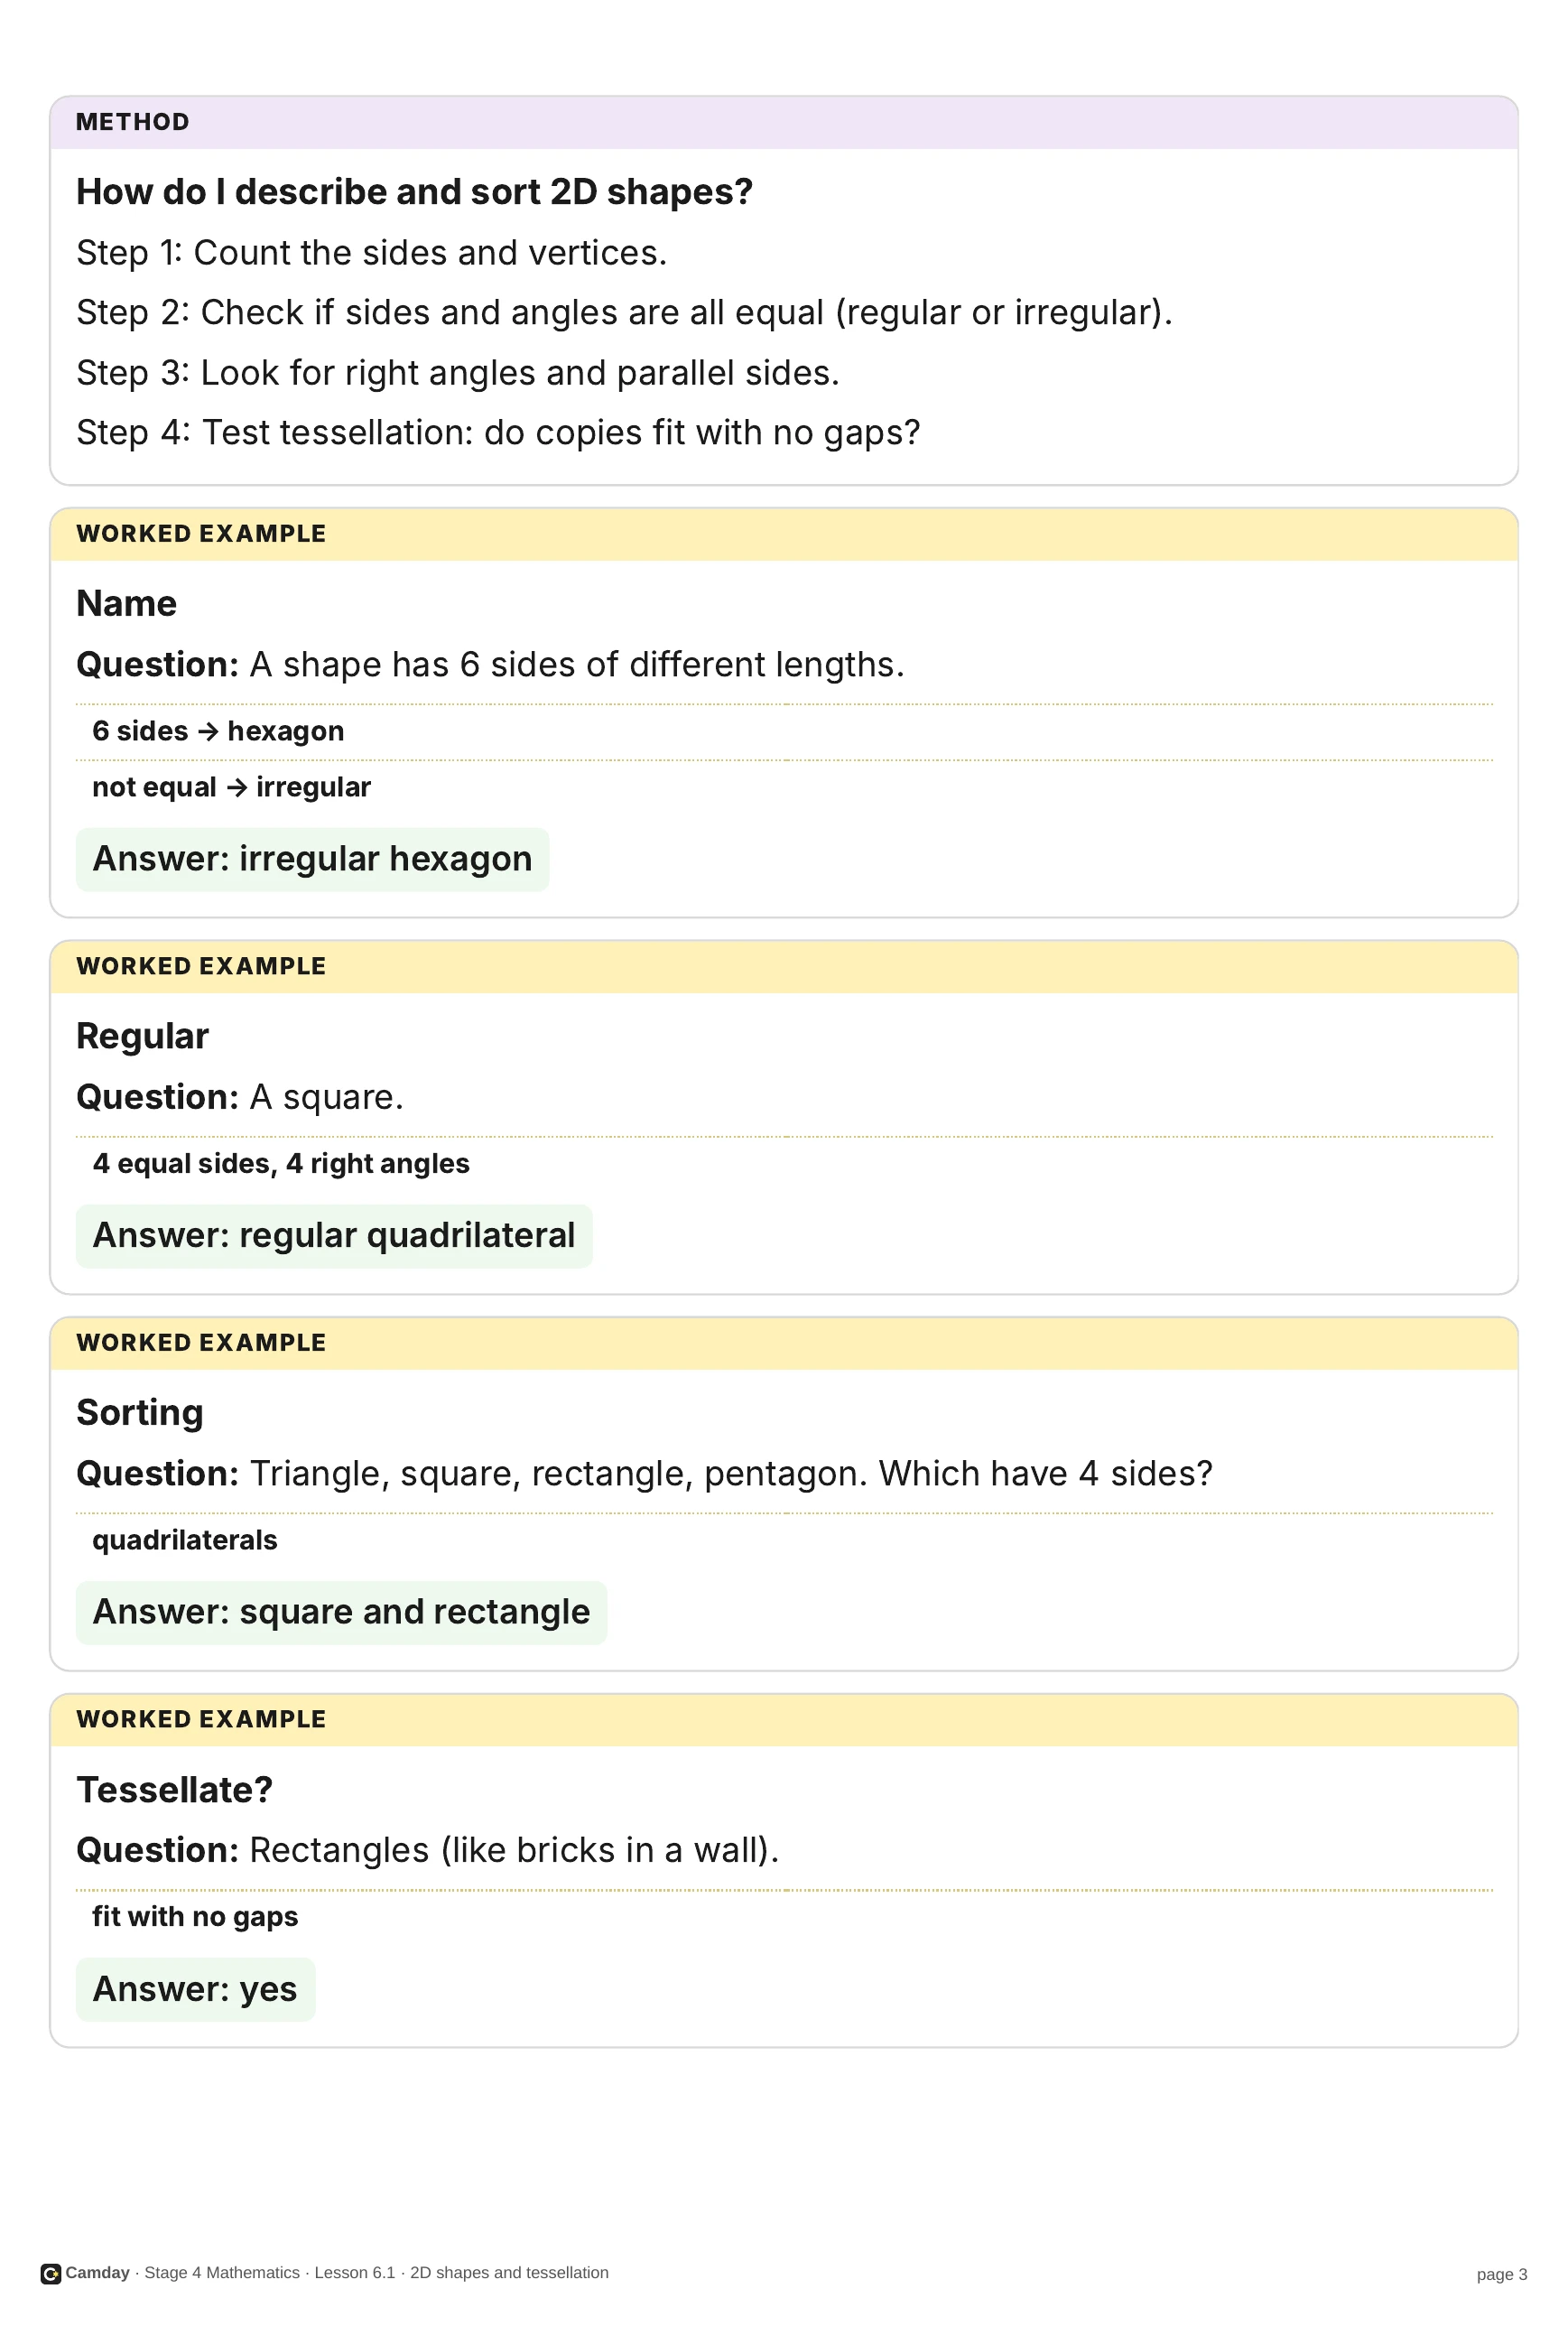 METHOD
How do I describe and sort 2D shapes?
Step 1: Count the sides and vertices.
Step 2: Check if sides and angles are all equal (regular or irregular).
Step 3: Look for right angles and parallel sides.
Step 4: Test tessellation: do copies fit with no gaps?
WORKED EXAMPLE
Name
Question: A shape has 6 sides of different lengths.
6 sides → hexagon
not equal → irregular
Answer: irregular hexagon
WORKED EXAMPLE
Regular
Question: A square.
4 equal sides, 4 right angles
Answer: regular quadrilateral
WORKED EXAMPLE
Sorting
Question: Triangle, square, rectangle, pentagon. Which have 4 sides?
quadrilaterals
Answer: square and rectangle
WORKED EXAMPLE
Tessellate?
Question: Rectangles (like bricks in a wall).
fit with no gaps
Answer: yes
Camday · Stage 4 Mathematics · Lesson 6.1 · 2D shapes and tessellation
page 3